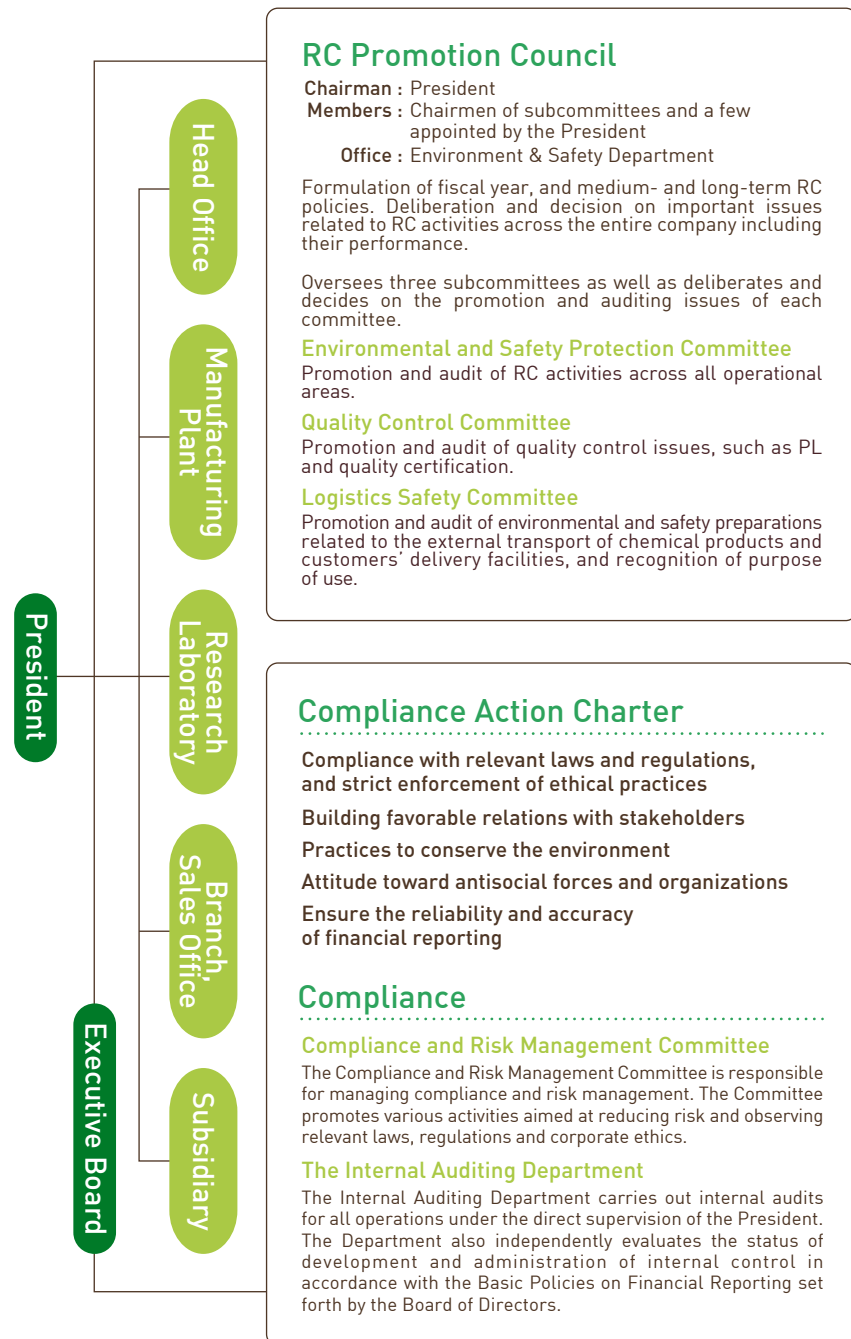 President
Executive Board
Head Office
Manufacturing
Plant
Research
Laboratory
Branch,
Sales Office
Subsidiary
RC Promotion Council
Chairman : President
Members : Chairmen of subcommittees and a few
appointed by the President
Office : Environment & Safety Department
Formulation of fiscal year, and medium- and long-term RC
policies. Deliberation and decision on important issues
related to RC activities across the entire company including
their performance.
Oversees three subcommittees as well as deliberates and
decides on the promotion and auditing issues of each
committee.
Environmental and Safety Protection Committee
Promotion and audit of RC activities across all operational
areas.
Quality Control Committee
Promotion and audit of quality control issues, such as PL
and quality certification.
Logistics Safety Committee
Promotion and audit of environmental and safety preparations
related to the external transport of chemical products and
customers’ delivery facilities, and recognition of purpose
of use.
Compliance Action Charter
Compliance with relevant laws and regulations,
and strict enforcement of ethical practices
Building favorable relations with stakeholders
Practices to conserve the environment
Attitude toward antisocial forces and organizations
Ensure the reliability and accuracy
of financial reporting
Compliance
Compliance and Risk Management Committee
The Compliance and Risk Management Committee is responsible
for managing compliance and risk management. The Committee
promotes various activities aimed at reducing risk and observing
relevant laws, regulations and corporate ethics.
The Internal Auditing Department
The Internal Auditing Department carries out internal audits
for all operations under the direct supervision of the President.
The Department also independently evaluates the status of
development and administration of internal control in
accordance with the Basic Policies on Financial Reporting set
forth by the Board of Directors.